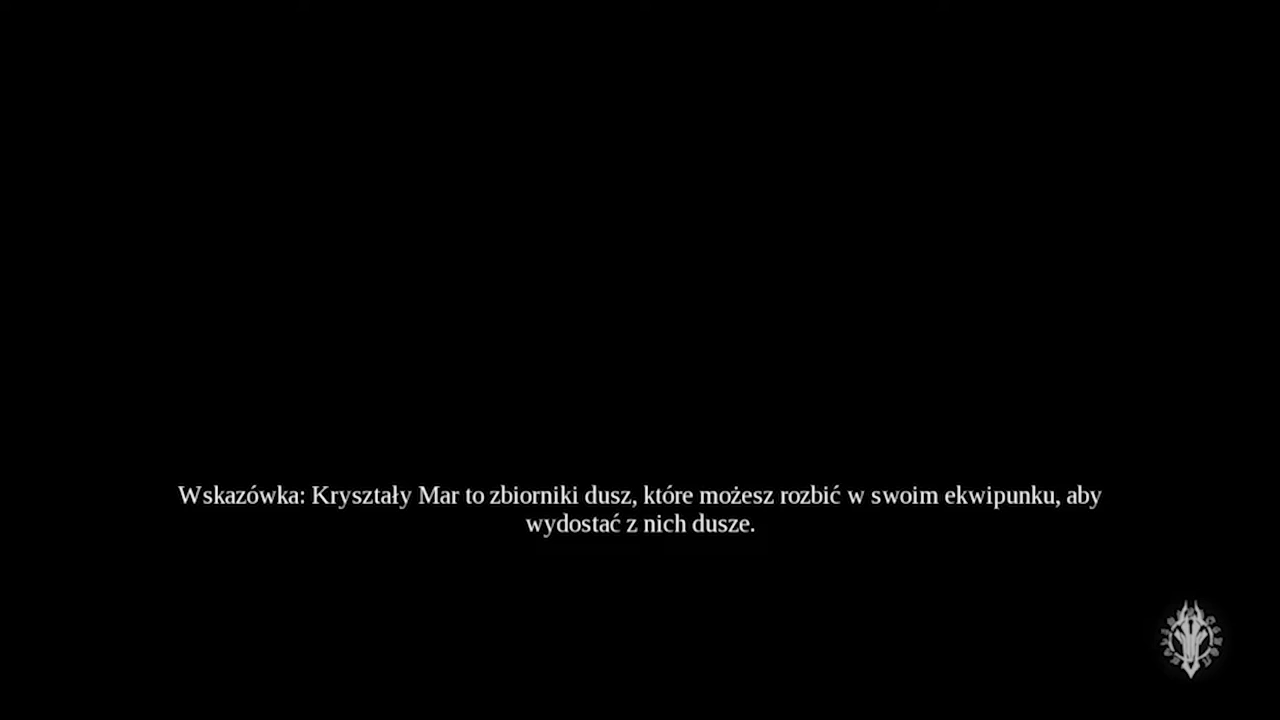 Wskazówka: Kryształy Mar to zbiorniki dusz, które możesz rozbić w swoim ekwipunku, aby
wydostać z nich dusze.